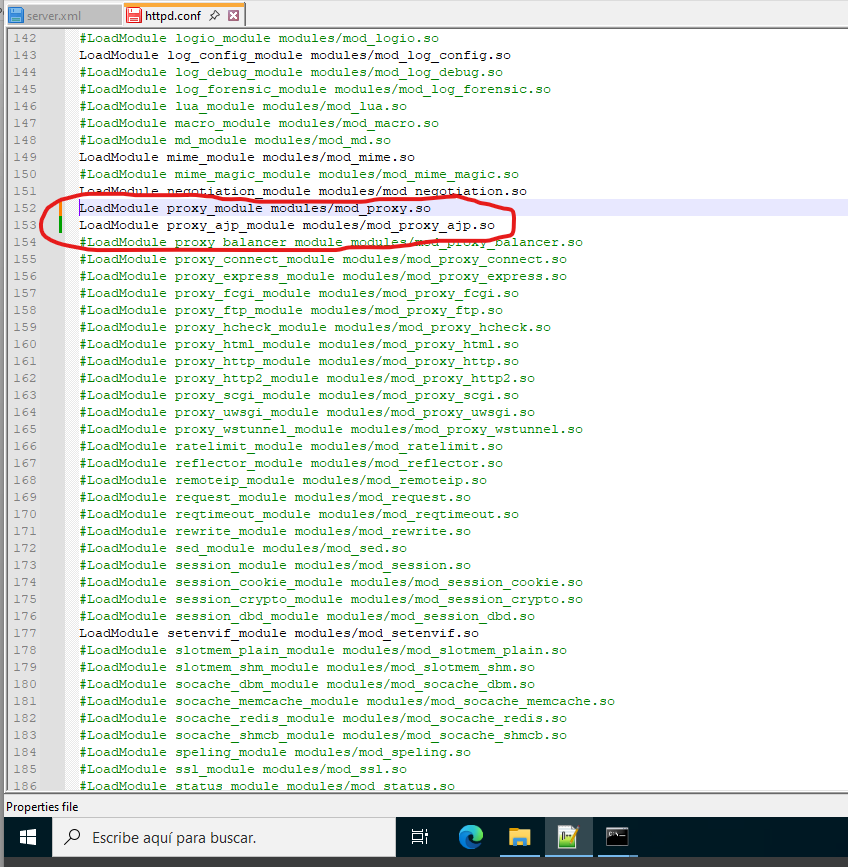 server.xml httpd.conf
142 #LoadModule logio_module modules/mod_logio.so
143 LoadModule log_config_module modules/mod_log_config.so
144 #LoadModule log_debug_module modules/mod_log_debug.so
145 #LoadModule log_forensic_module modules/mod_log_forensic.so
146 #LoadModule lua_module modules/mod_lua.so
147 #LoadModule macro_module modules/mod_macro.so
148 #LoadModule md_module modules/mod_md.so
149 LoadModule mime_module modules/mod_mime.so
150 #LoadModule mime_magic_module modules/mod_mime_magic.so
151 LoadModule negotiation_module modules/mod_negotiation.so
152 LoadModule proxy_module modules/mod_proxy.so
153 LoadModule proxy_ajp_module modules/mod_proxy_ajp.so
154 #LoadModule proxy_balancer_module modules/mod_proxy_balancer.so
155 #LoadModule proxy_connect_module modules/mod_proxy_connect.so
156 #LoadModule proxy_express_module modules/mod_proxy_express.so
157 #LoadModule proxy_fcgi_module modules/mod_proxy_fcgi.so
158 #LoadModule proxy_ftp_module modules/mod_proxy_ftp.so
159 #LoadModule proxy_hcheck_module modules/mod_proxy_hcheck.so
160 #LoadModule proxy_html_module modules/mod_proxy_html.so
161 #LoadModule proxy_http_module modules/mod_proxy_http.so
162 #LoadModule proxy_http2_module modules/mod_proxy_http2.so
163 #LoadModule proxy_scgi_module modules/mod_proxy_scgi.so
164 #LoadModule proxy_uwsgi_module modules/mod_proxy_uwsgi.so
165 #LoadModule proxy_wstunnel_module modules/mod_proxy_wstunnel.so
166 #LoadModule ratelimit_module modules/mod_ratelimit.so
167 #LoadModule reflector_module modules/mod_reflector.so
168 #LoadModule remoteip_module modules/mod_remoteip.so
169 #LoadModule request_module modules/mod_request.so
170 #LoadModule reqtimeout_module modules/mod_reqtimeout.so
171 #LoadModule rewrite_module modules/mod_rewrite.so
172 #LoadModule sed_module modules/mod_sed.so
173 #LoadModule session_module modules/mod_session.so
174 #LoadModule session_cookie_module modules/mod_session_cookie.so
175 #LoadModule session_crypto_module modules/mod_session_crypto.so
176 #LoadModule session_dbd_module modules/mod_session_dbd.so
177 LoadModule setenvif_module modules/mod_setenvif.so
178 #LoadModule slotmem_plain_module modules/mod_slotmem_plain.so
179 #LoadModule slotmem_shm_module modules/mod_slotmem_shm.so
180 #LoadModule socache_dbm_module modules/mod_socache_dbm.so
181 #LoadModule socache_memcache_module modules/mod_socache_memcache.so
182 #LoadModule socache_redis_module modules/mod_socache_redis.so
183 #LoadModule socache_shmcb_module modules/mod_socache_shmcb.so
184 #LoadModule speling_module modules/mod_speling.so
185 #LoadModule ssl_module modules/mod_ssl.so
186 #LoadModule status_module modules/mod_status.so
Properties file
Escribe aquí para buscar.